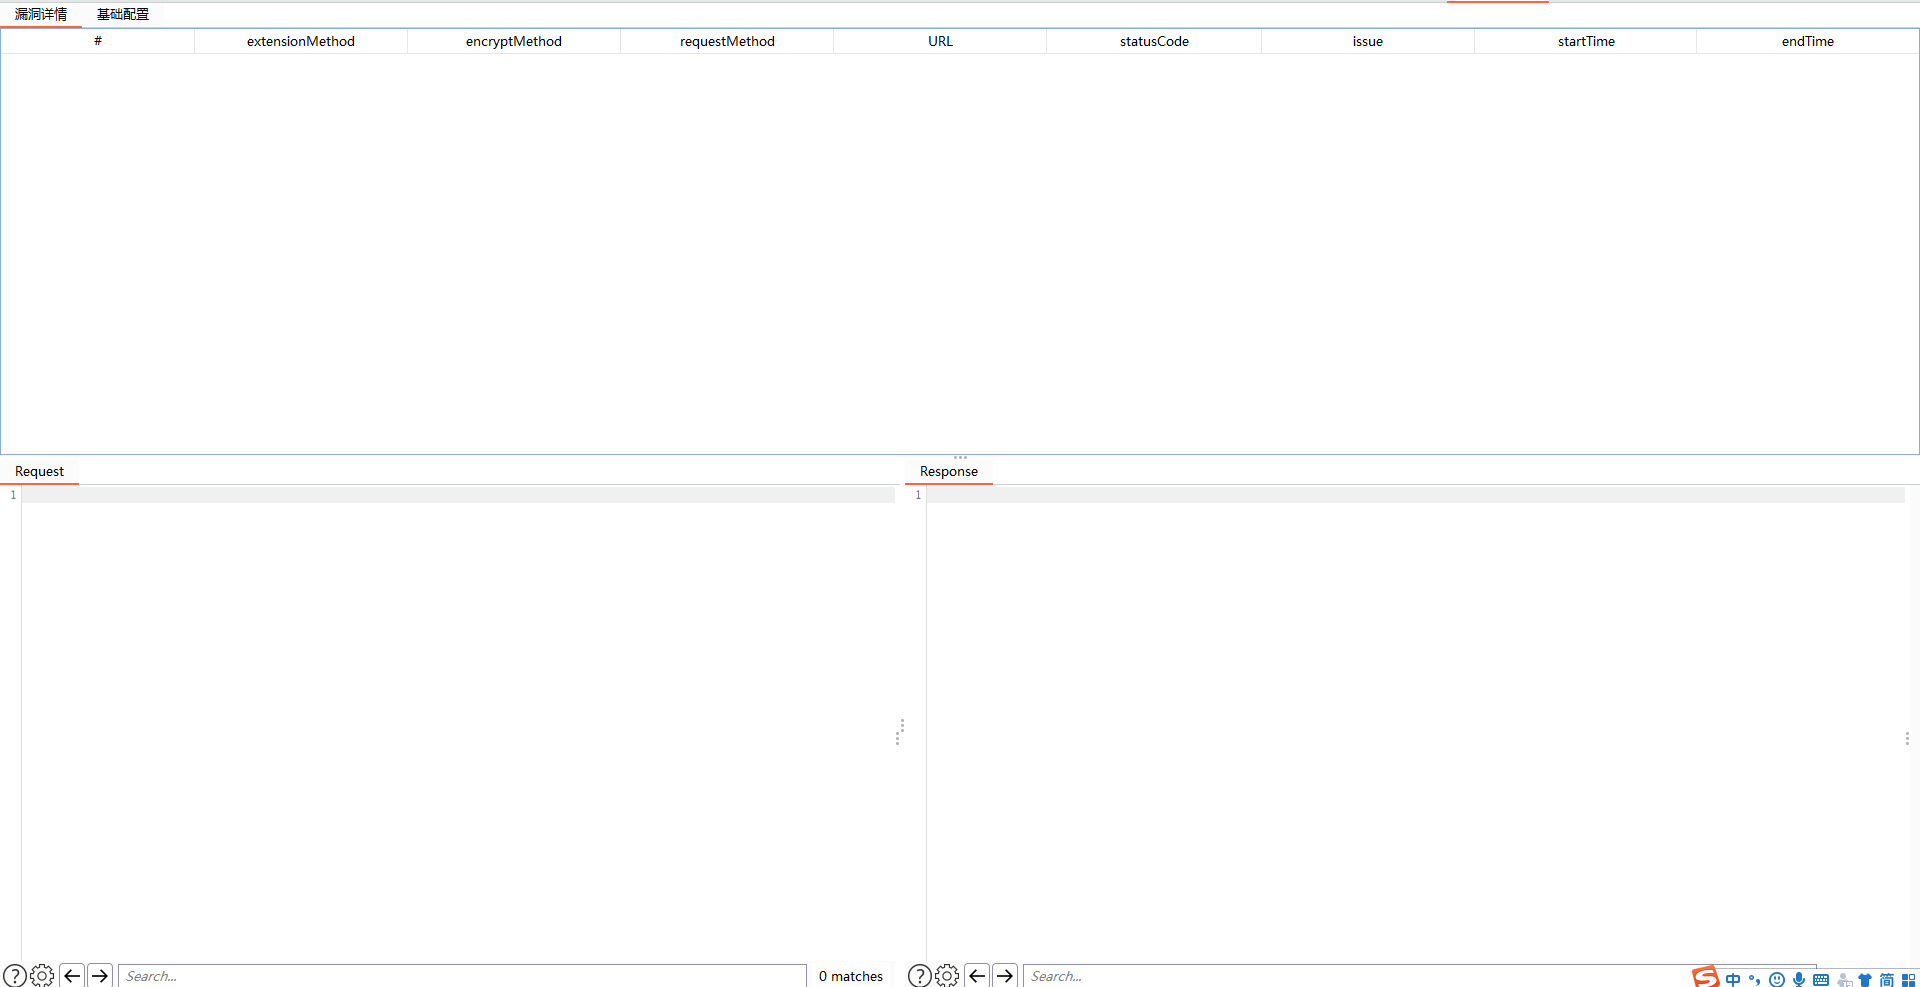 漏洞详情 基础配置
# extensionMethod encryptMethod requestMethod URL statusCode issue startTime endTime
Request Response
1 1
? Search... 0 matches ? Search... 中 简